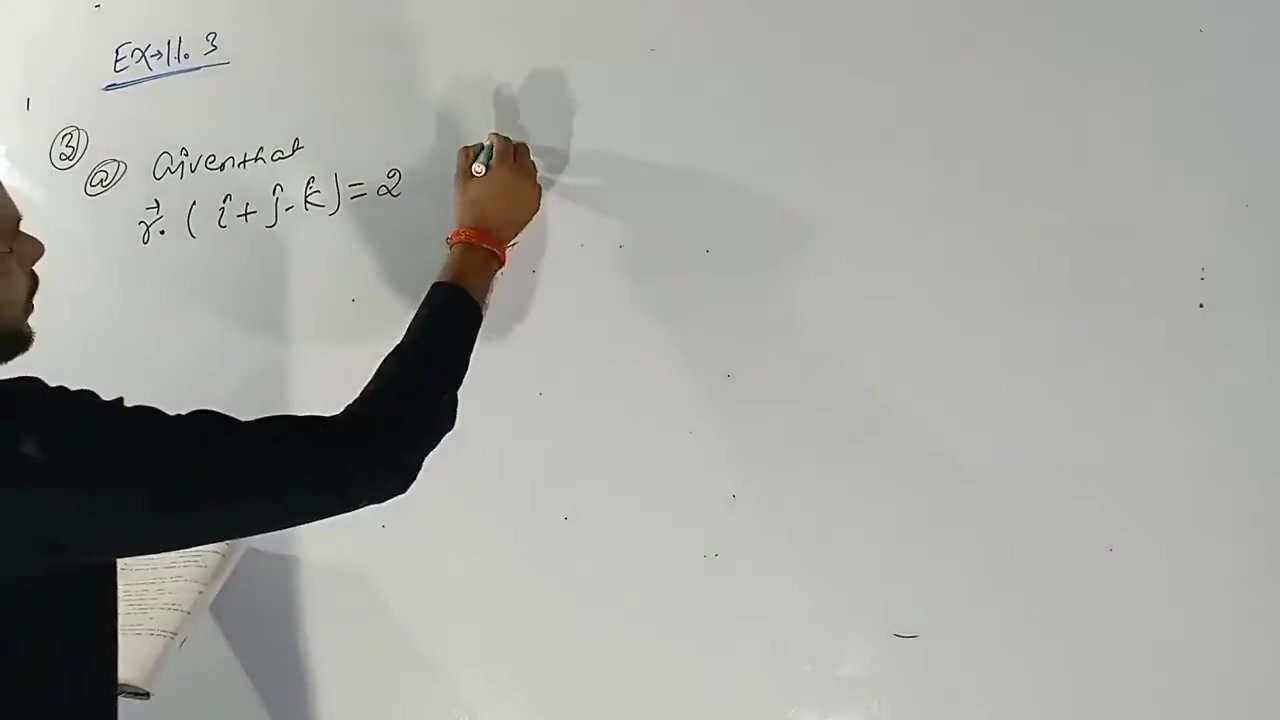 Ex→11.3
③
ⓐ Given that
r⃗. ( î + ĵ - k̂ ) = 2